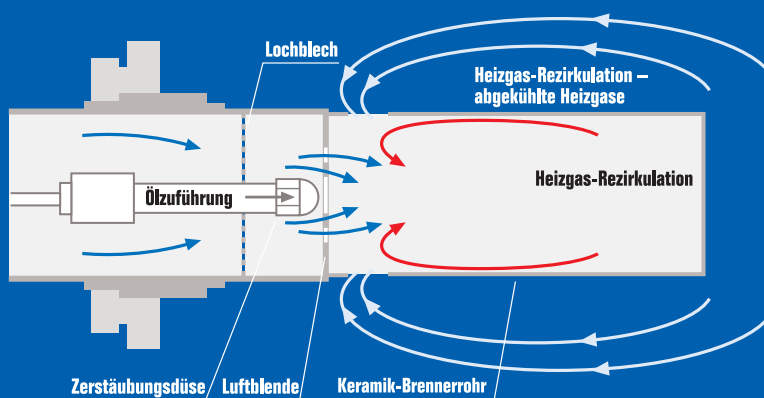 Lochblech
Heizgas-Rezirkulation –
abgekühlte Heizgase
Heizgas-Rezirkulation
Ölzuführung
Zerstäubungsdüse
Luftblende
Keramik-Brennerrohr